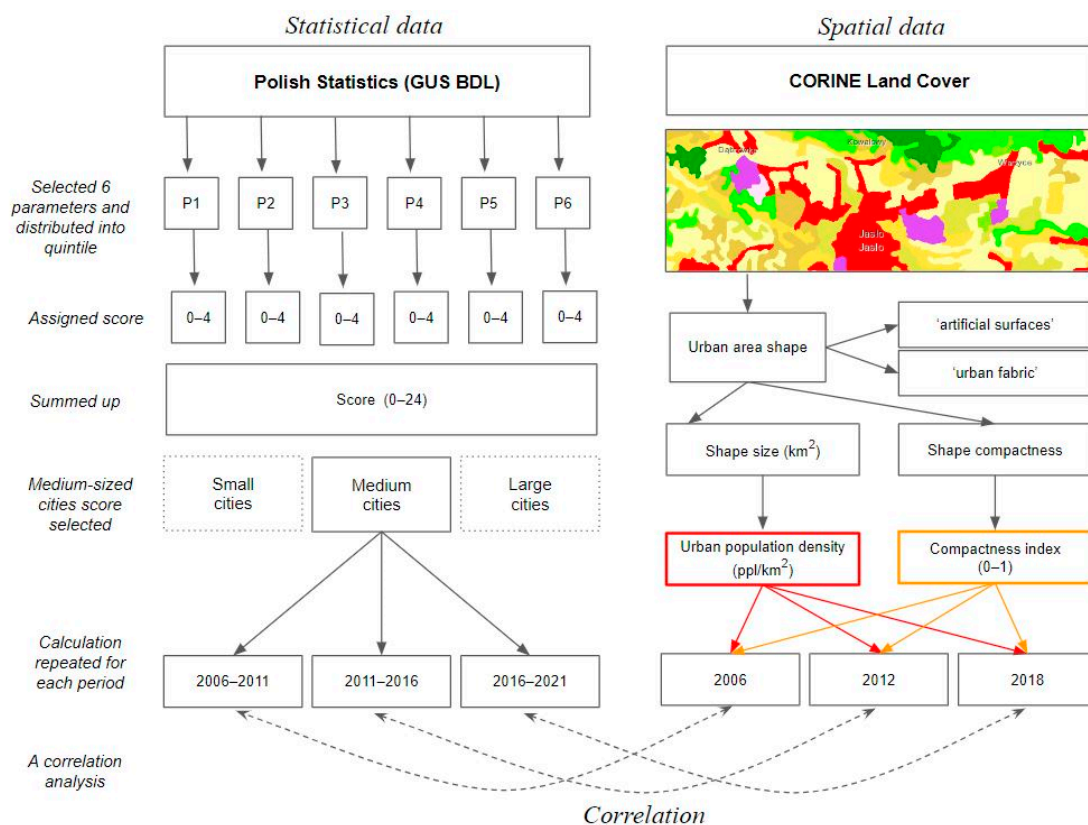 Statistical data
Spatial data
Polish Statistics (GUS BDL)
CORINE Land Cover
Kowalowy
Jasło
Jasło
Selected 6
parameters and
distributed into
quintile
P1
P2
P3
P4
P5
P6
Assigned score
0–4
0–4
0–4
0–4
0–4
0–4
Urban area shape
'artificial surfaces'
'urban fabric'
Summed up
Score (0–24)
Shape size (km²)
Shape compactness
Medium-sized
cities score
selected
Small
cities
Medium
cities
Large
cities
Urban population density
(ppl/km²)
Compactness index
(0–1)
Calculation
repeated for
each period
2006–2011
2011–2016
2016–2021
2006
2012
2018
A correlation
analysis
Correlation